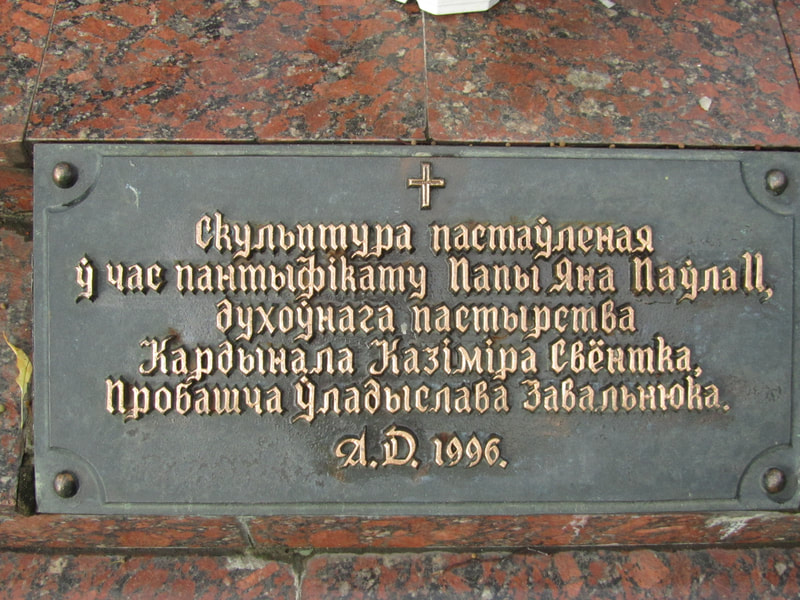 Скульптура пастаўленая
ў час пантыфікату Папы Яна Паўла II,
духоўнага пастырства
Кардынала Казіміра Свёнтка,
Пробашча Ўладыслава Завальнюка.
A.D. 1996.